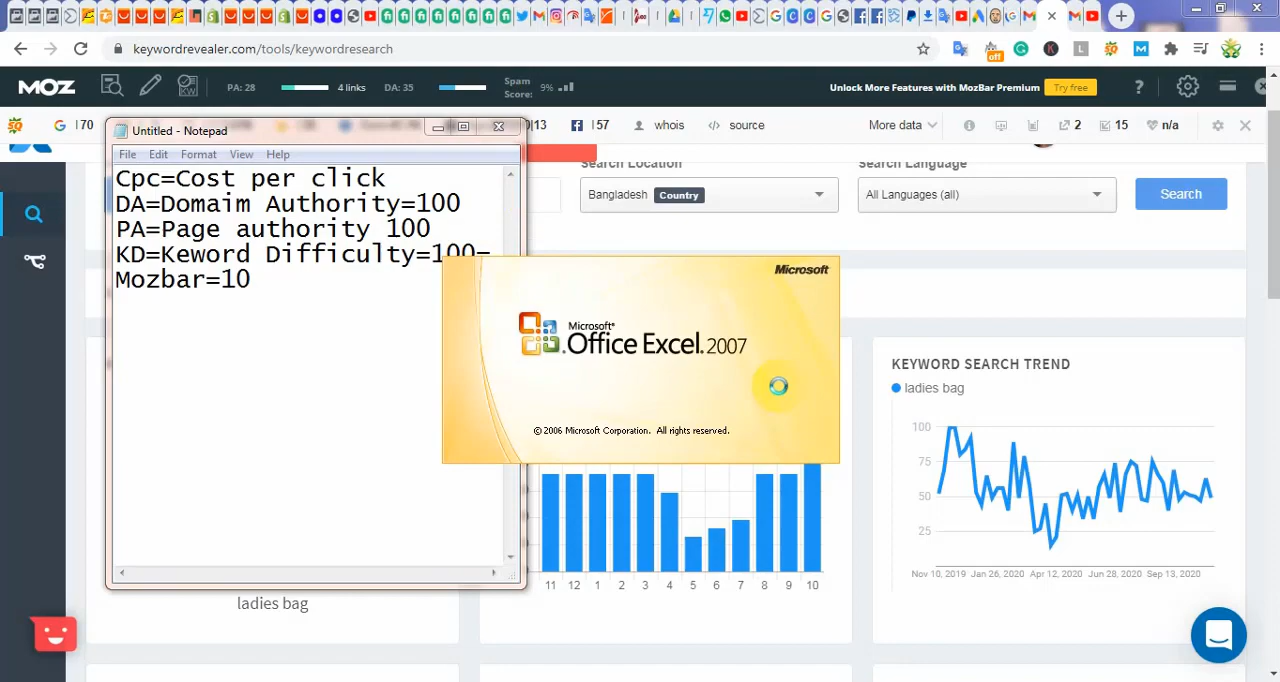 keywordrevealer.com/tools/keywordresearch
off
MOZ
PA: 28
4 links
DA: 35
Spam Score: 9%
Unlock More Features with MozBar Premium
Try free
?
I70
|13
I57
whois
source
More data
2
15
n/a
Untitled - Notepad
File Edit Format View Help
Cpc=Cost per click
DA=Domaim Authority=100
PA=Page authority 100
KD=Keword Difficulty=100=
Mozbar=10
Search Location
Bangladesh Country
Search Language
All Languages (all)
Search
Microsoft
Microsoft®
Office Excel 2007
© 2006 Microsoft Corporation. All rights reserved.
KEYWORD SEARCH TREND
ladies bag
100
75
50
25
Nov 10, 2019 Jan 26, 2020 Apr 12, 2020 Jun 28, 2020 Sep 13, 2020
11 12 1 2 3 4 5 6 7 8 9 10
ladies bag